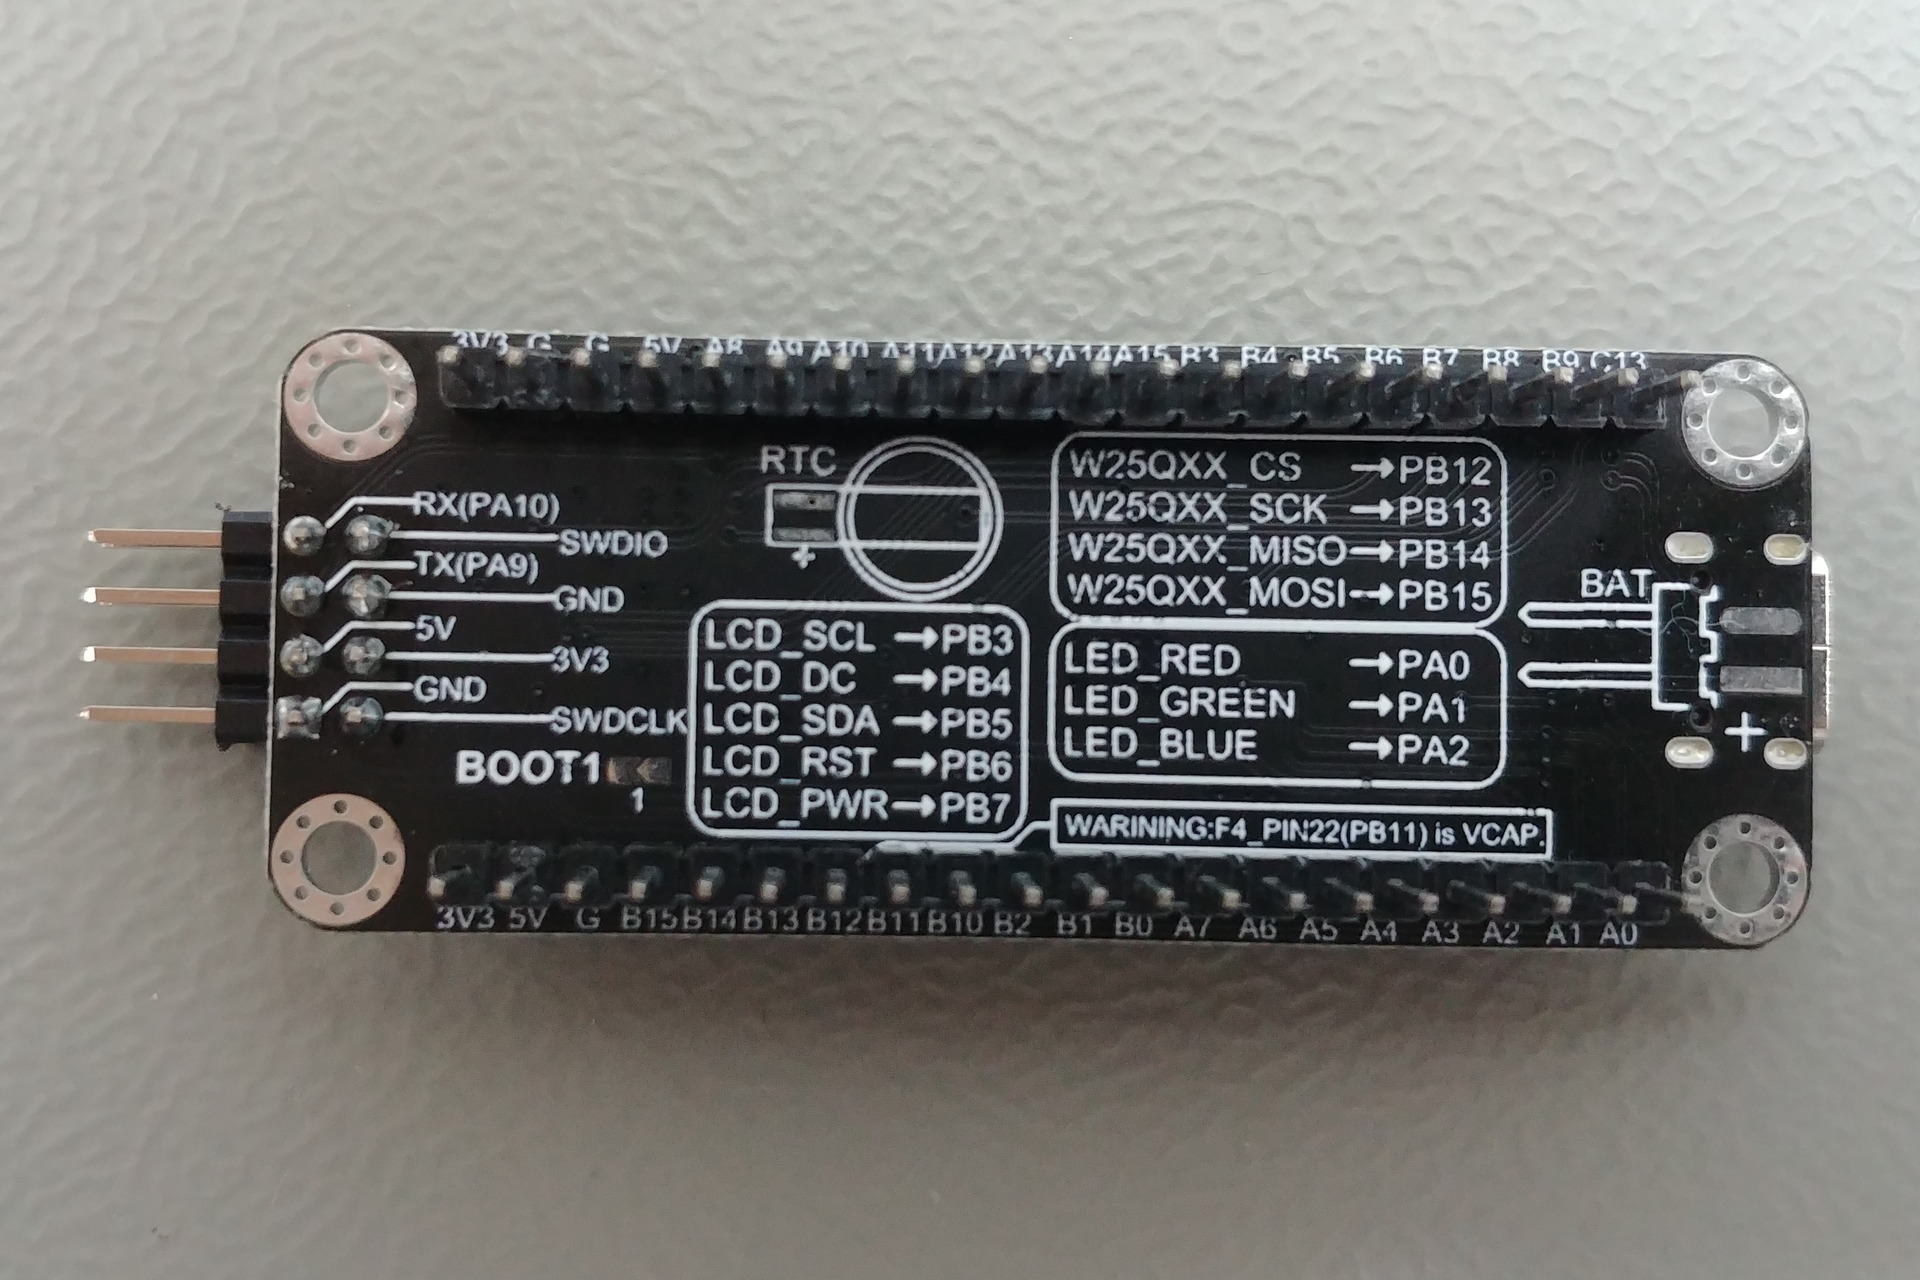 3V3 G G 5V A8 A9 A10 A11 A12 A13 A14 A15 B3 B4 B5 B6 B7 B8 B9 C13
RTC
+
RX(PA10)
SWDIO
TX(PA9)
GND
5V
3V3
GND
SWDCLK
BOOT1
1
W25QXX_CS →PB12
W25QXX_SCK →PB13
W25QXX_MISO→PB14
W25QXX_MOSI→PB15
LCD_SCL →PB3
LCD_DC →PB4
LCD_SDA →PB5
LCD_RST →PB6
LCD_PWR→PB7
LED_RED →PA0
LED_GREEN →PA1
LED_BLUE →PA2
BAT
+
WARINING:F4_PIN22(PB11) is VCAP.
3V3 5V G B15 B14 B13 B12 B11 B10 B2 B1 B0 A7 A6 A5 A4 A3 A2 A1 A0